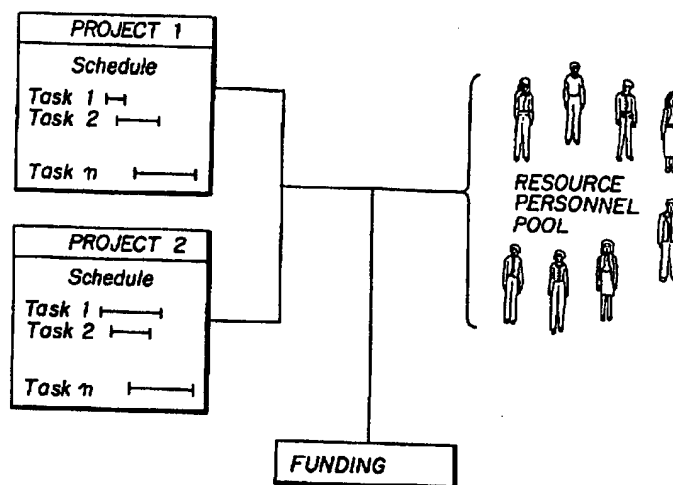 PROJECT 1
Schedule
Task 1
Task 2
Task n
PROJECT 2
Schedule
Task 1
Task 2
Task n
RESOURCE
PERSONNEL
POOL
FUNDING